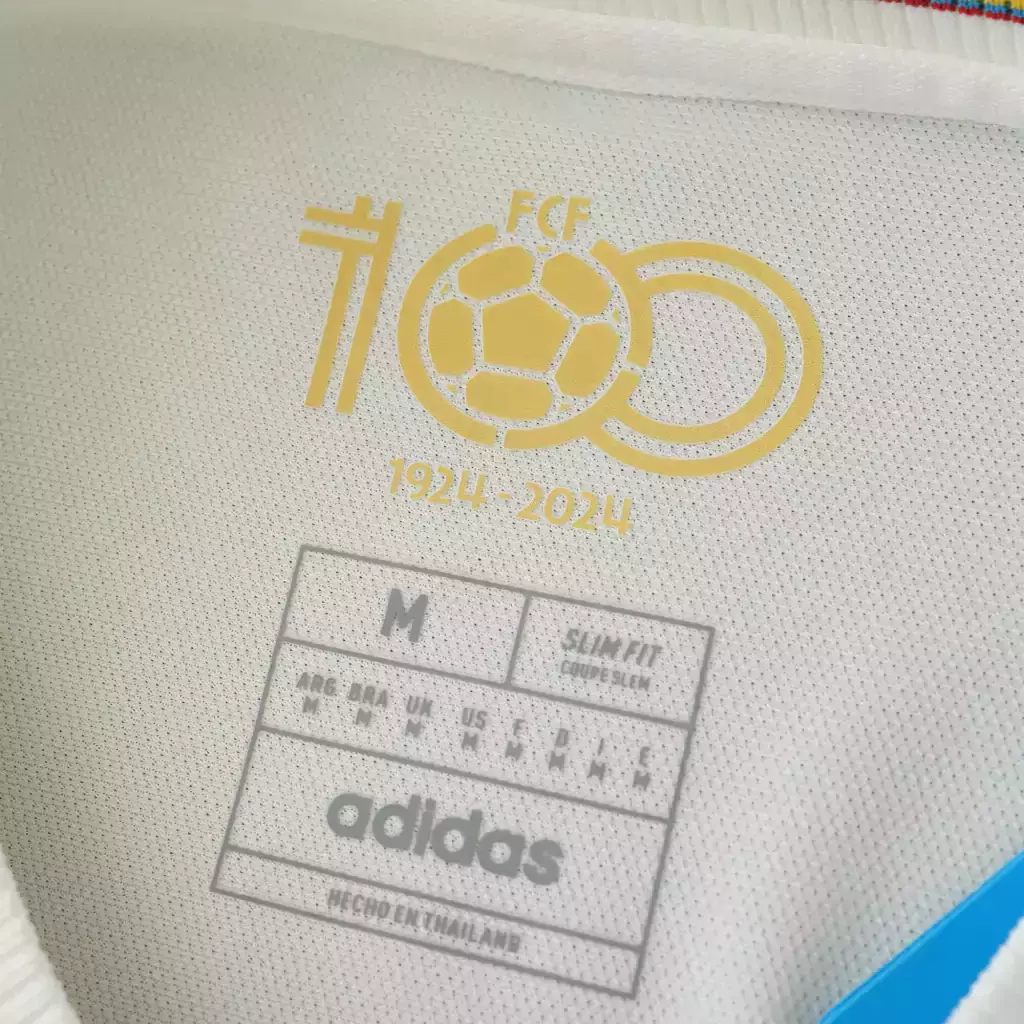 FCF
100
1924 - 2024
M
SLIM FIT
COUPE SLIM
ARG BRA UK US F D I E
M M M M M M M M
adidas
HECHO EN THAILAND